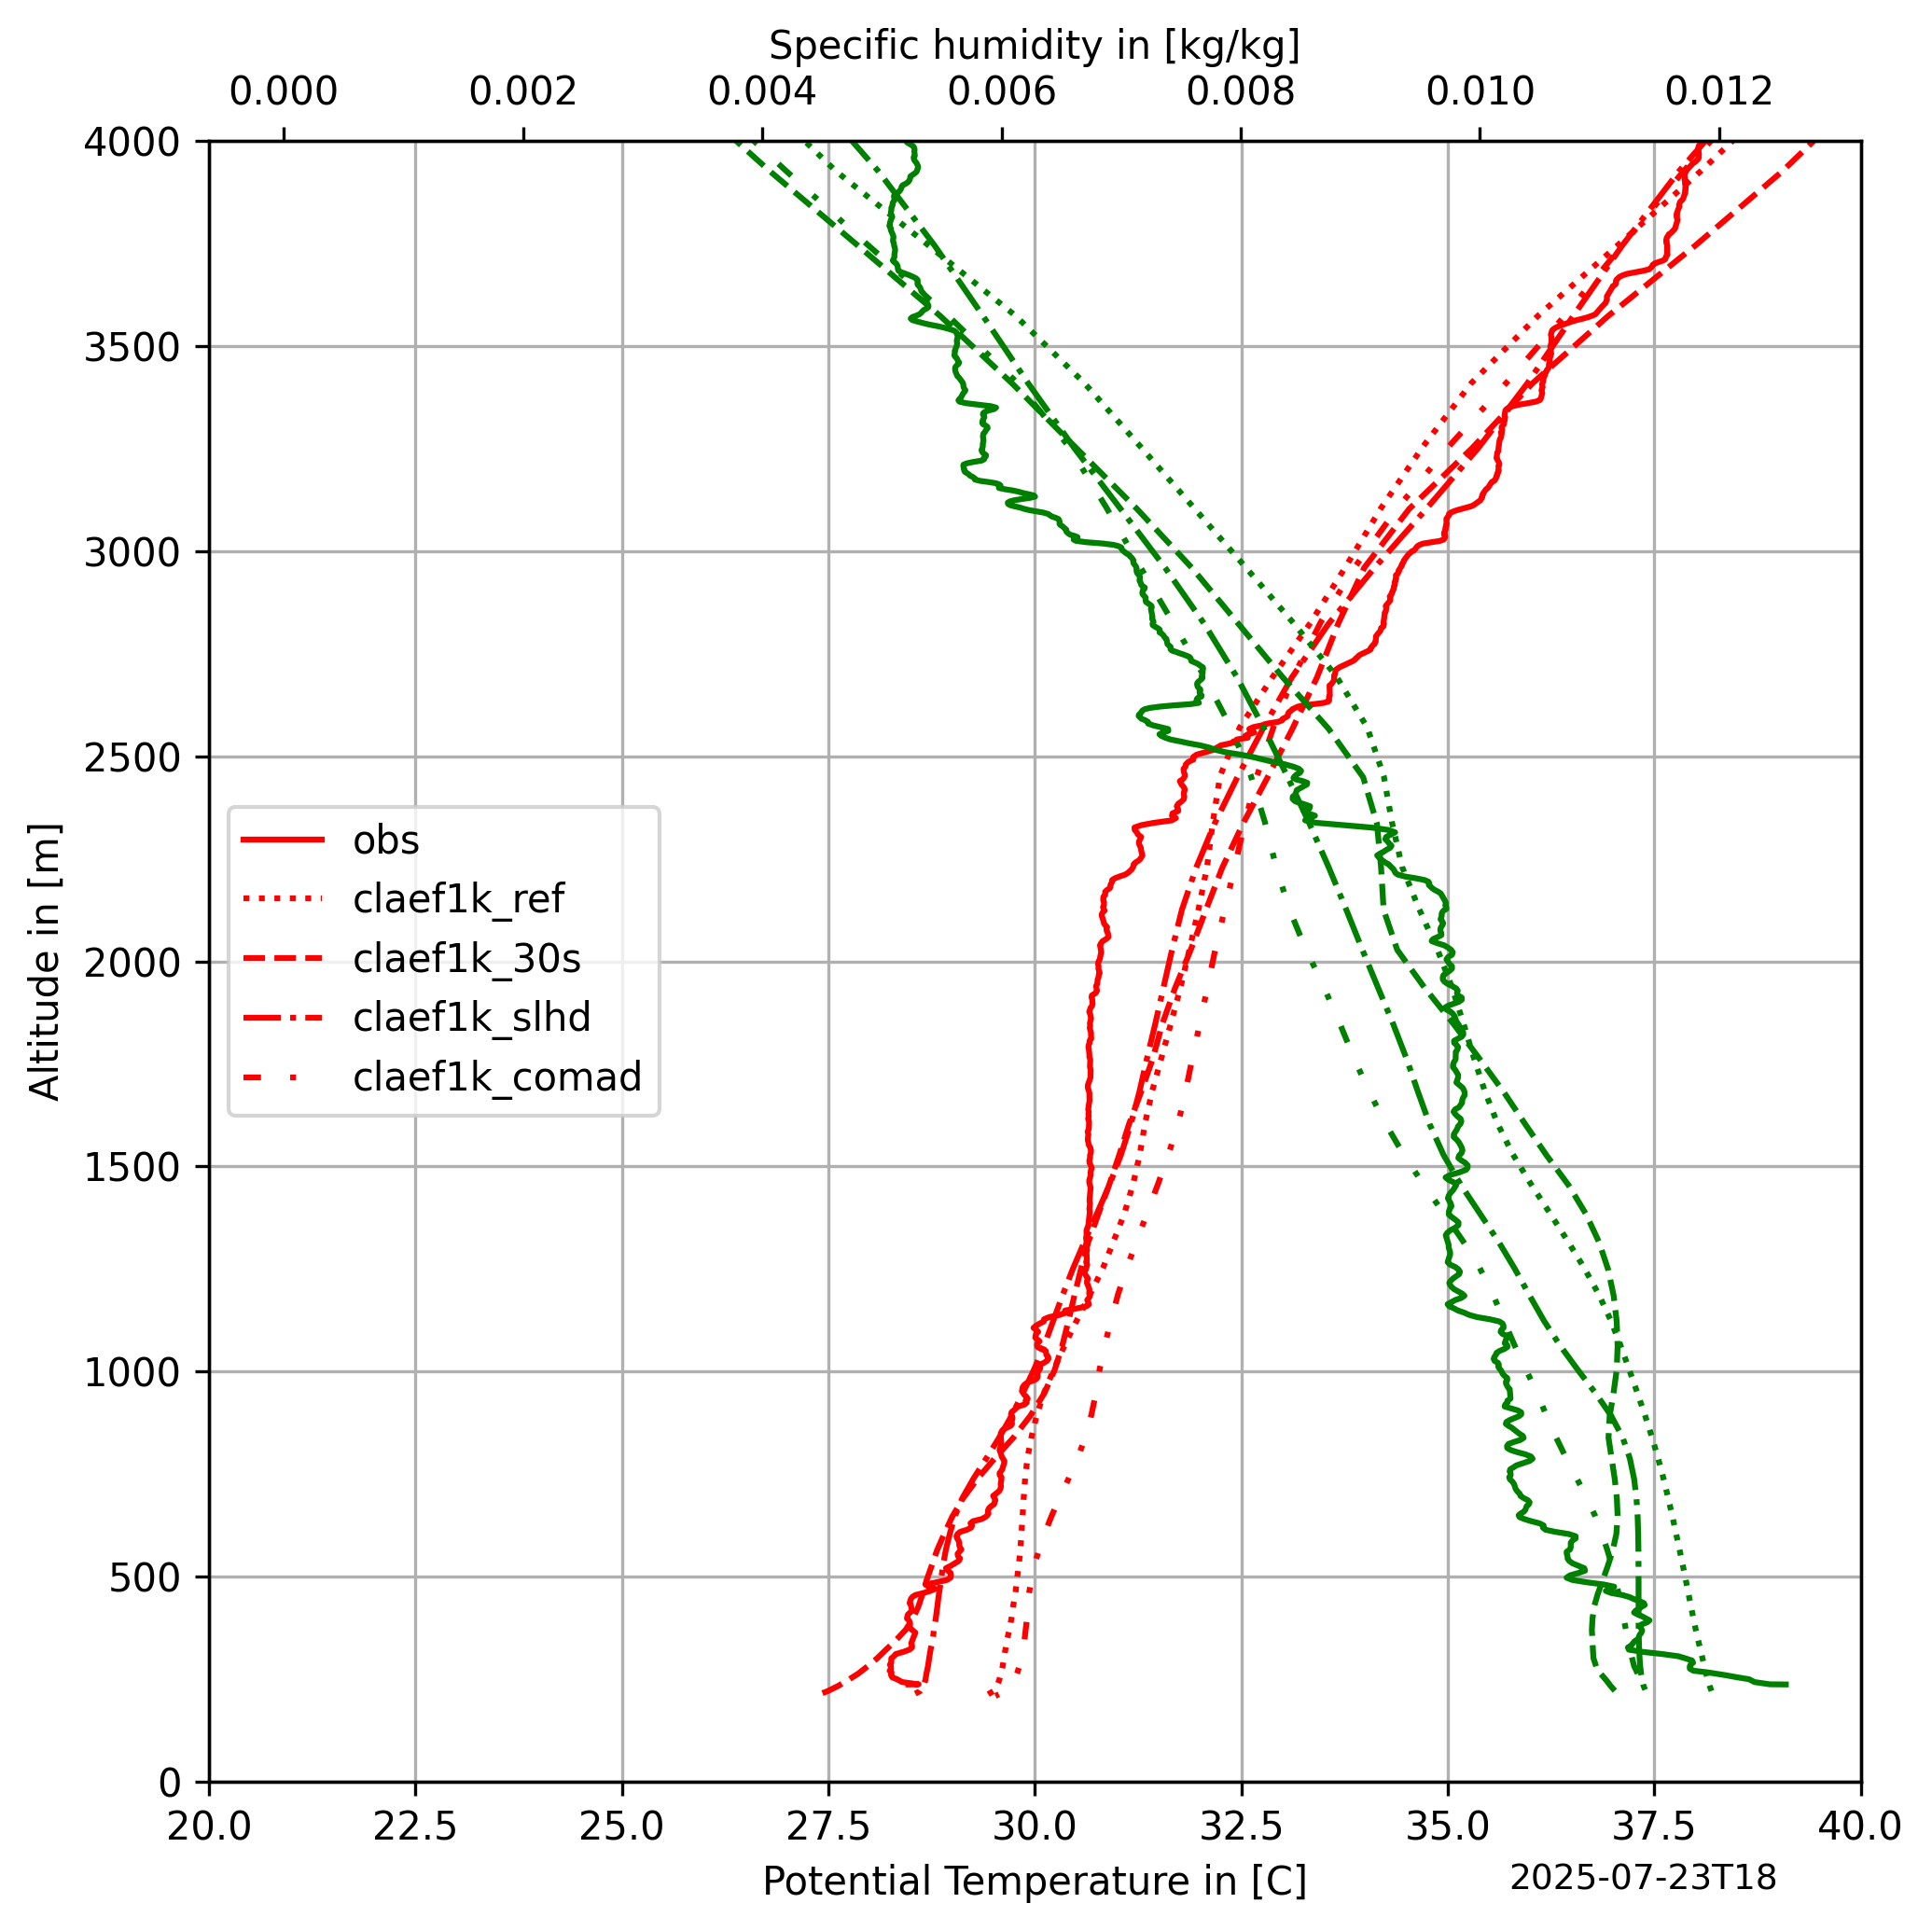 Specific humidity in [kg/kg]
0.000 0.002 0.004 0.006 0.008 0.010 0.012
4000
3500
3000
2500
2000
1500
1000
500
0
Altitude in [m]
obs
claef1k_ref
claef1k_30s
claef1k_slhd
claef1k_comad
20.0 22.5 25.0 27.5 30.0 32.5 35.0 37.5 40.0
Potential Temperature in [C]
2025-07-23T18